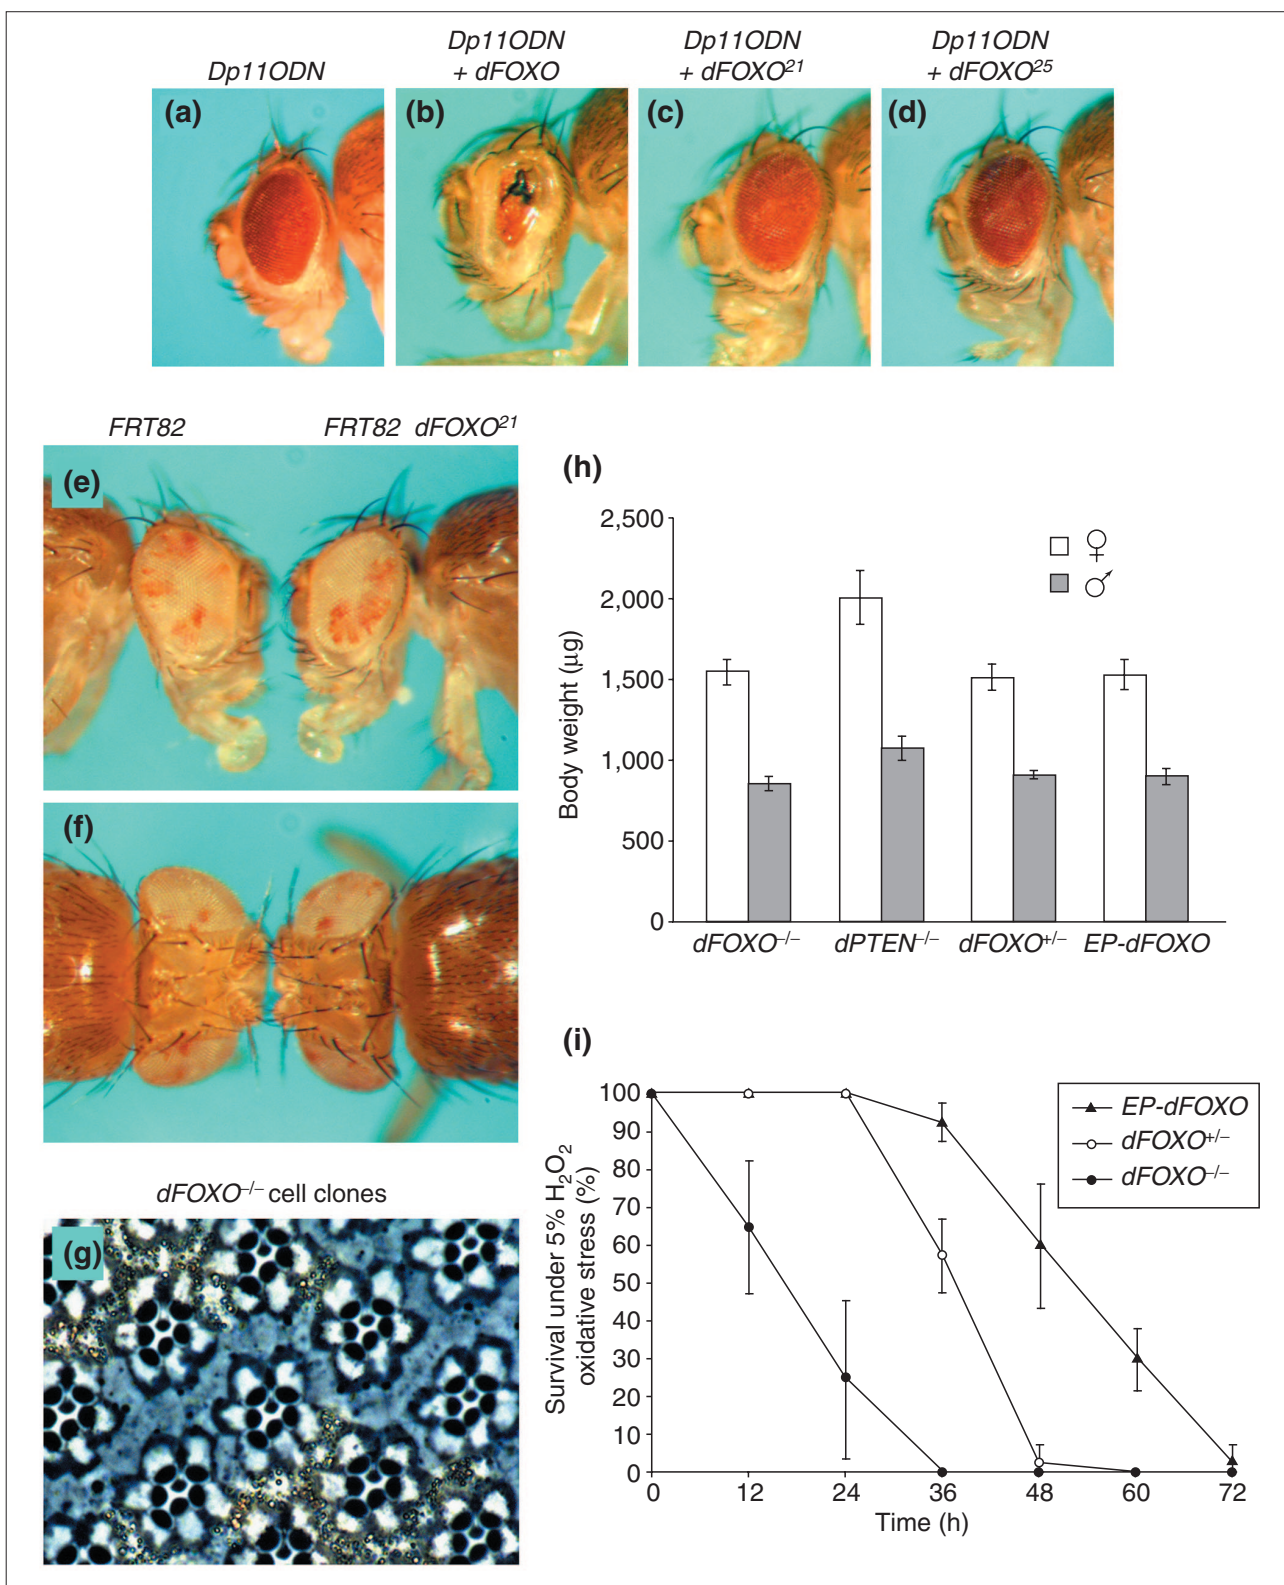 Dp110DN
Dp110DN
+ dFOXO
Dp110DN
+ dFOXO²¹
Dp110DN
+ dFOXO²⁵
(a)
(b)
(c)
(d)
FRT82
FRT82 dFOXO²¹
(e)
(f)
dFOXO⁻/⁻ cell clones
(g)
(h)
Body weight (μg)
2,500
2,000
1,500
1,000
500
0
♀
♂
dFOXO⁻/⁻
dPTEN⁻/⁻
dFOXO⁺/⁻
EP-dFOXO
(i)
Survival under 5% H₂O₂
oxidative stress (%)
100
90
80
70
60
50
40
30
20
10
0
0 12 24 36 48 60 72
Time (h)
EP-dFOXO
dFOXO⁺/⁻
dFOXO⁻/⁻